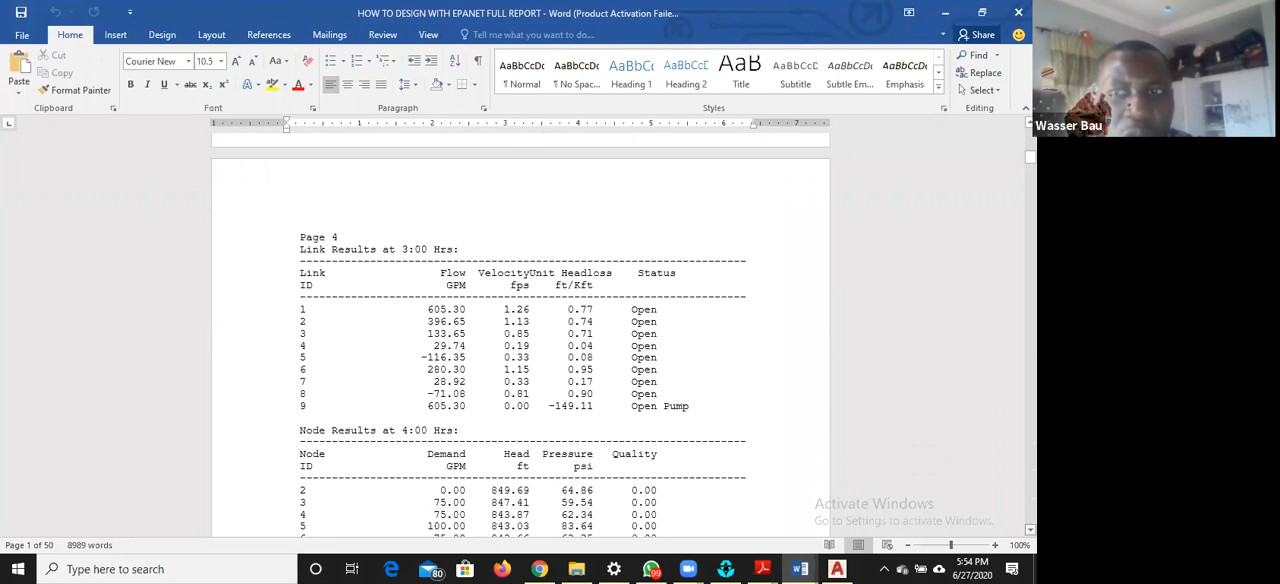 HOW TO DESIGN WITH EPANET FULL REPORT - Word (Product Activation Faile...
File Home Insert Design Layout References Mailings Review View Tell me what you want to do... Share
Cut
Copy
Paste Format Painter
Clipboard
Courier New 10.5
Font
Paragraph
AaBbCcDc AaBbCcDc AaBbCc AaBbCcC AaB AaBbCcD AaBbCcDc AaBbCcDc
¶ Normal ¶ No Spac... Heading 1 Heading 2 Title Subtitle Subtle Em... Emphasis
Styles
Find
Replace
Select
Editing
Wasser Bau
Page 4
Link Results at 3:00 Hrs:
Link Flow VelocityUnit Headloss Status
ID GPM fps ft/Kft
1 605.30 1.26 0.77 Open
2 396.65 1.13 0.74 Open
3 133.65 0.85 0.71 Open
4 29.74 0.19 0.04 Open
5 -116.35 0.33 0.08 Open
6 280.30 1.15 0.95 Open
7 28.92 0.33 0.17 Open
8 -71.08 0.81 0.90 Open
9 605.30 0.00 -149.11 Open Pump
Node Results at 4:00 Hrs:
Node Demand Head Pressure Quality
ID GPM ft psi
2 0.00 849.69 64.86 0.00
3 75.00 847.41 59.54 0.00
4 75.00 843.87 62.34 0.00
5 100.00 843.03 83.64 0.00
Activate Windows
Go to Settings to activate Windows.
Page 1 of 50 8989 words 100%
Type here to search 80 99 5:54 PM
6/27/2020